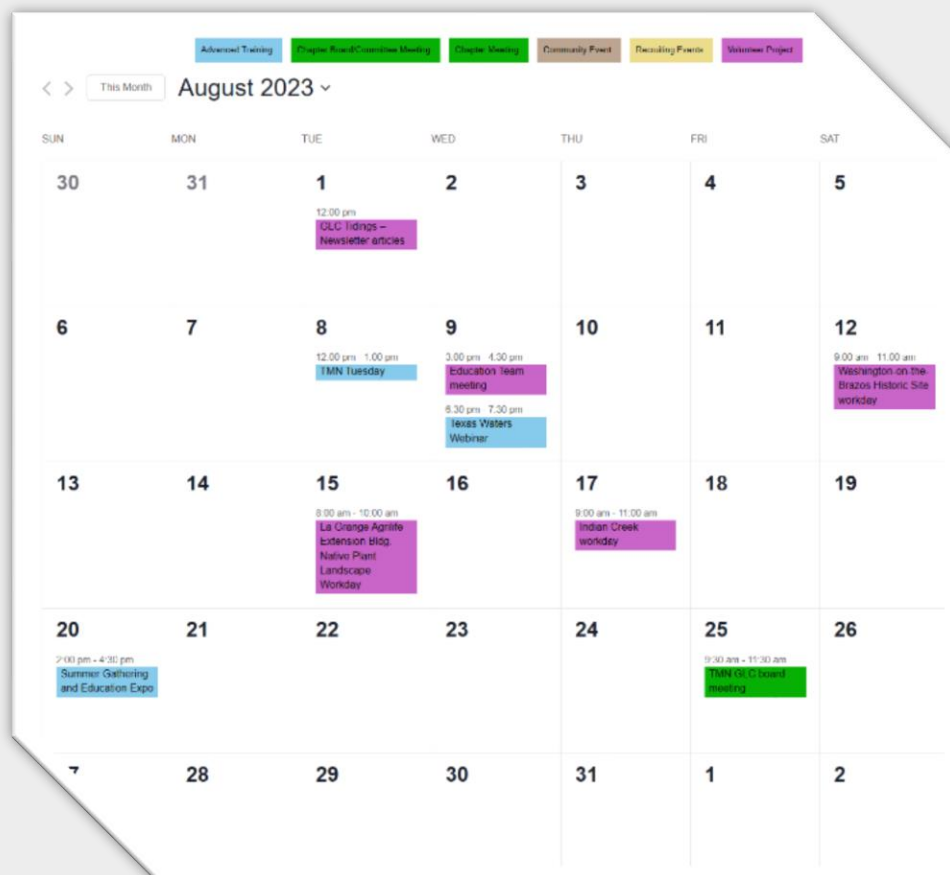 Advanced Training Chapter Board/Committee Meeting Chapter Meeting Community Event Recruiting Events Volunteer Project
This Month August 2023
SUN MON TUE WED THU FRI SAT
30 31 1 2 3 4 5
12:00 pm
GLC Tidings –
Newsletter articles
6 7 8 9 10 11 12
12:00 pm 1:00 pm
TMN Tuesday
3:00 pm 4:30 pm
Education Team
meeting
6:30 pm 7:30 pm
Texas Waters
Webinar
9:00 am 11:00 am
Washington-on-the-
Brazos Historic Site
workday
13 14 15 16 17 18 19
8:00 am - 10:00 am
La Grange Agrilife
Extension Bldg.
Native Plant
Landscape
Workday
9:00 am - 11:00 am
Indian Creek
workday
20 21 22 23 24 25 26
2:00 pm - 4:30 pm
Summer Gathering
and Education Expo
9:30 am - 11:30 am
TMN GLC board
meeting
28 29 30 31 1 2